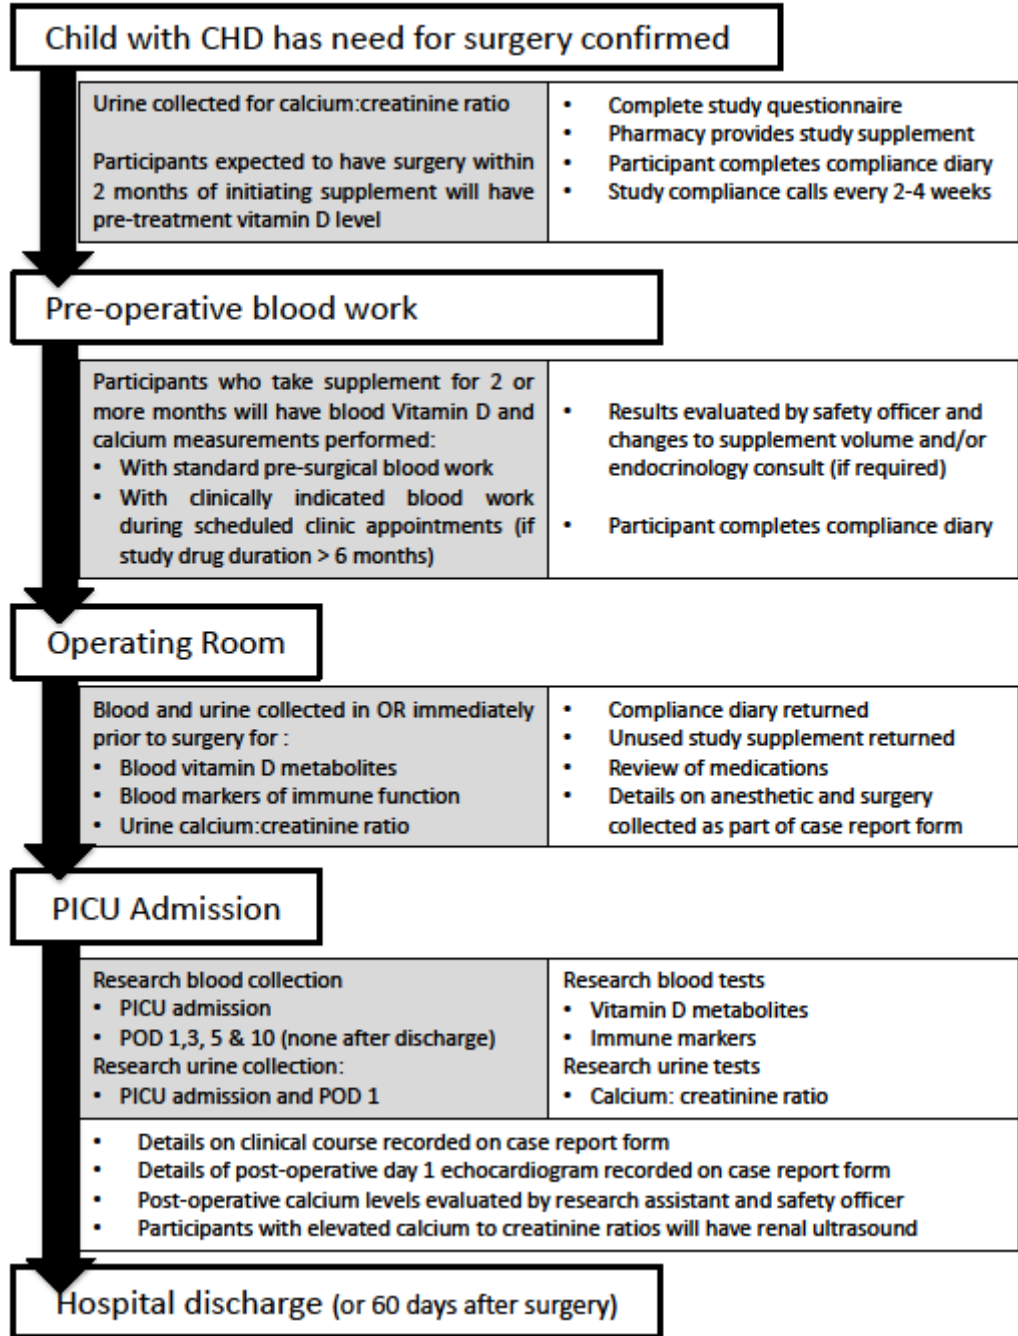 Child with CHD has need for surgery confirmed
Urine collected for calcium:creatinine ratio
Participants expected to have surgery within
2 months of initiating supplement will have
pre-treatment vitamin D level
• Complete study questionnaire
• Pharmacy provides study supplement
• Participant completes compliance diary
• Study compliance calls every 2-4 weeks
Pre-operative blood work
Participants who take supplement for 2 or
more months will have blood Vitamin D and
calcium measurements performed:
• With standard pre-surgical blood work
• With clinically indicated blood work
during scheduled clinic appointments (if
study drug duration > 6 months)
• Results evaluated by safety officer and
changes to supplement volume and/or
endocrinology consult (if required)
• Participant completes compliance diary
Operating Room
Blood and urine collected in OR immediately
prior to surgery for :
• Blood vitamin D metabolites
• Blood markers of immune function
• Urine calcium:creatinine ratio
• Compliance diary returned
• Unused study supplement returned
• Review of medications
• Details on anesthetic and surgery
collected as part of case report form
PICU Admission
Research blood collection
• PICU admission
• POD 1,3, 5 & 10 (none after discharge)
Research urine collection:
• PICU admission and POD 1
Research blood tests
• Vitamin D metabolites
• Immune markers
Research urine tests
• Calcium: creatinine ratio
• Details on clinical course recorded on case report form
• Details of post-operative day 1 echocardiogram recorded on case report form
• Post-operative calcium levels evaluated by research assistant and safety officer
• Participants with elevated calcium to creatinine ratios will have renal ultrasound
Hospital discharge (or 60 days after surgery)